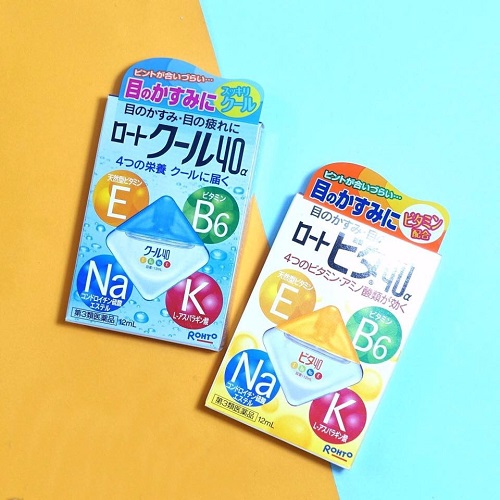 ピントが合いづらい…
目のかすみに
スッキリ
クール
目のかすみ・目の疲れに
ロート クール40α
4つの栄養 クールに届く
天然型ビタミン
E
ビタミン
B6
クール40
Na
コンドロイチン硫酸
エステル
K
L-アスパラギン酸
第3類医薬品 12mL
ROHTO
ピントが合いづらい…
目のかすみに
ビタミン
配合
目のかすみ・目
ロート ビタ40α
4つのビタミン・アミノ酸類が効く
天然型ビタミン
E
ビタミン
B6
ビタ40
Na
コンドロイチン硫酸
エステル
K
L-アスパラギン酸
第3類医薬品 12mL
ROHTO